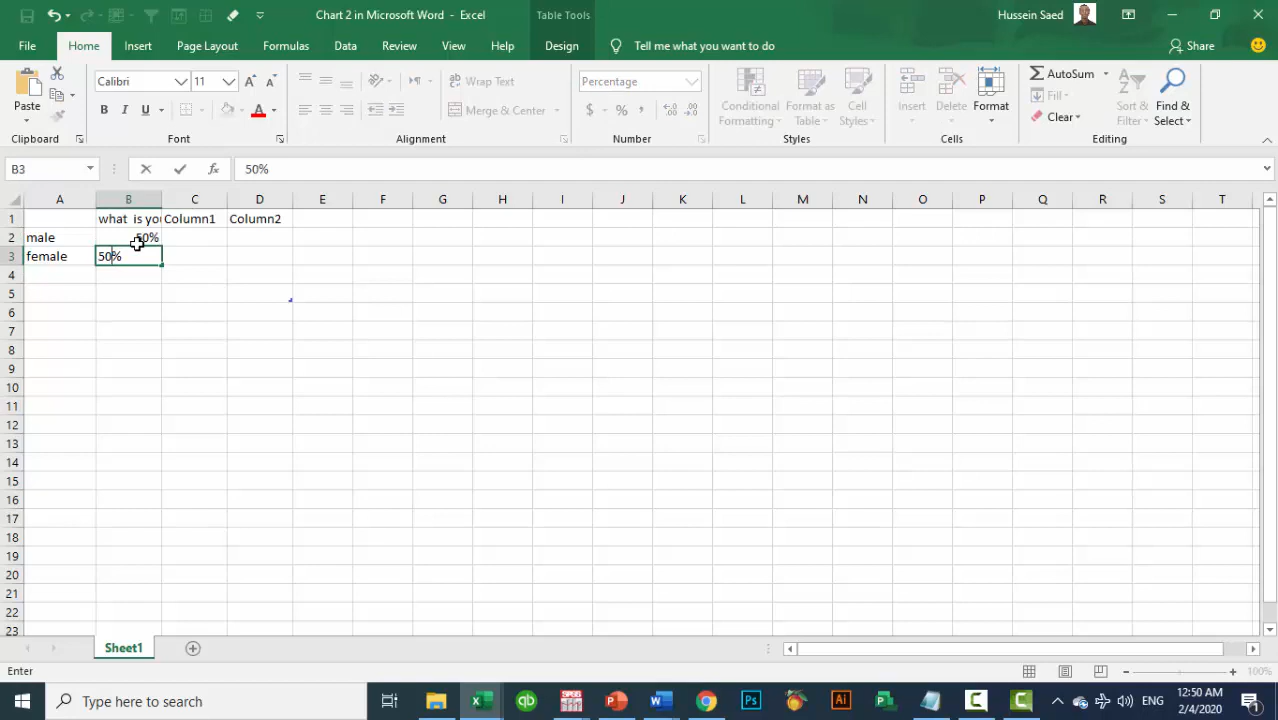 Chart 2 in Microsoft Word - Excel
Table Tools
Hussein Saed
File
Home
Insert
Page Layout
Formulas
Data
Review
View
Help
Design
Tell me what you want to do
Share
Paste
Calibri
11
Wrap Text
Merge & Center
Percentage
Conditional Formatting
Format as Table
Cell Styles
Insert
Delete
Format
AutoSum
Fill
Clear
Sort & Filter
Find & Select
Clipboard
Font
Alignment
Number
Styles
Cells
Editing
B3
50%
A B C D E F G H I J K L M N O P Q R S T
1 what is you Column1 Column2
2 male 50%
3 female 50%
4
5
6
7
8
9
10
11
12
13
14
15
16
17
18
19
20
21
22
23
Sheet1
Enter
100%
Type here to search
ENG
12:50 AM
2/4/2020
1